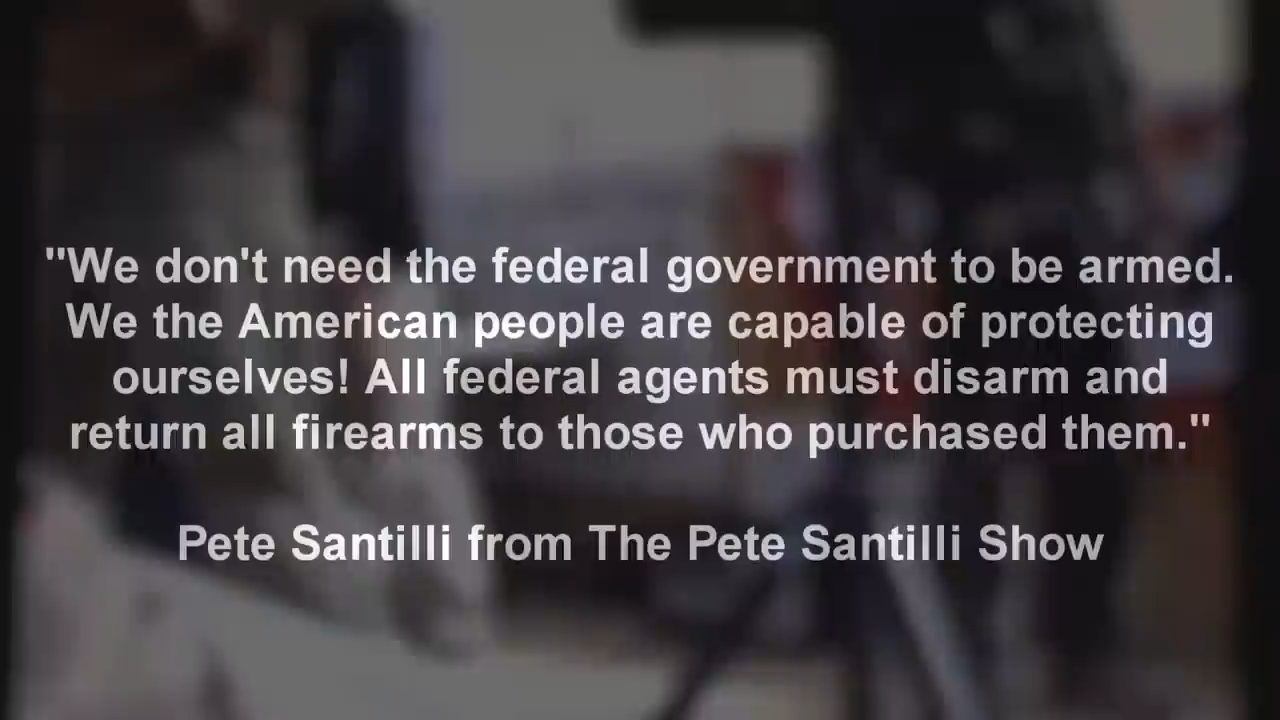 "We don't need the federal government to be armed.
We the American people are capable of protecting
ourselves! All federal agents must disarm and
return all firearms to those who purchased them."
Pete Santilli from The Pete Santilli Show